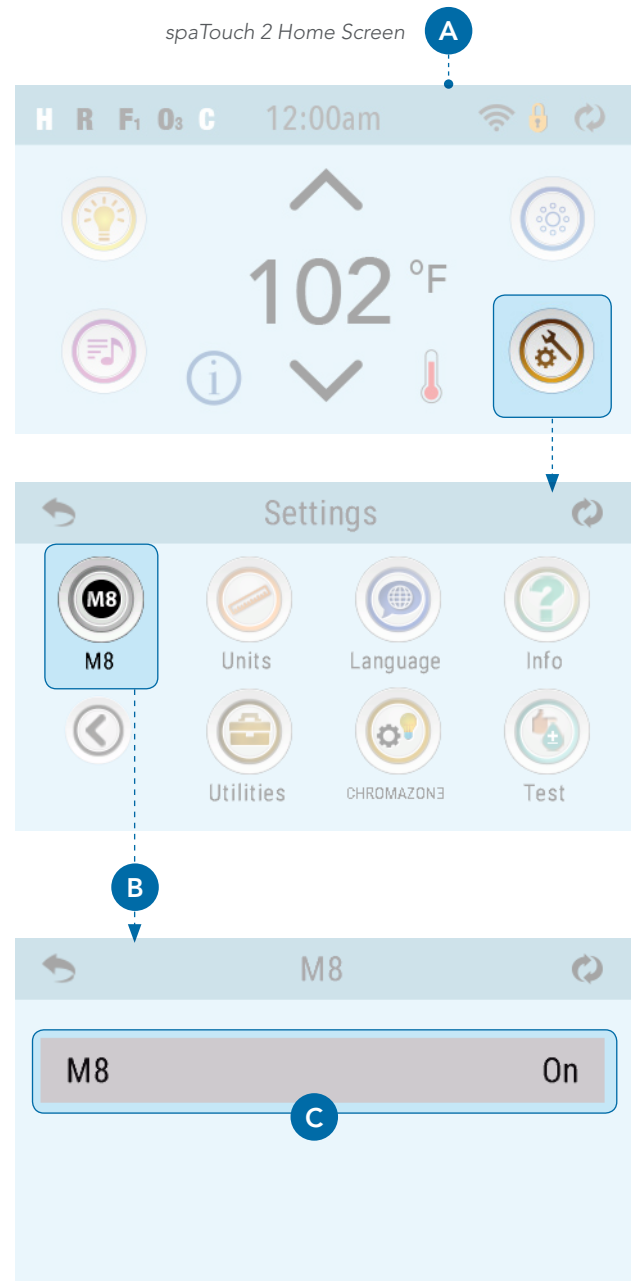 spaTouch 2 Home Screen A
H R F1 O3 C 12:00am
102 °F
i
Settings
M8
M8 Units Language Info
Utilities CHROMAZONE Test
B
M8
M8 On
C